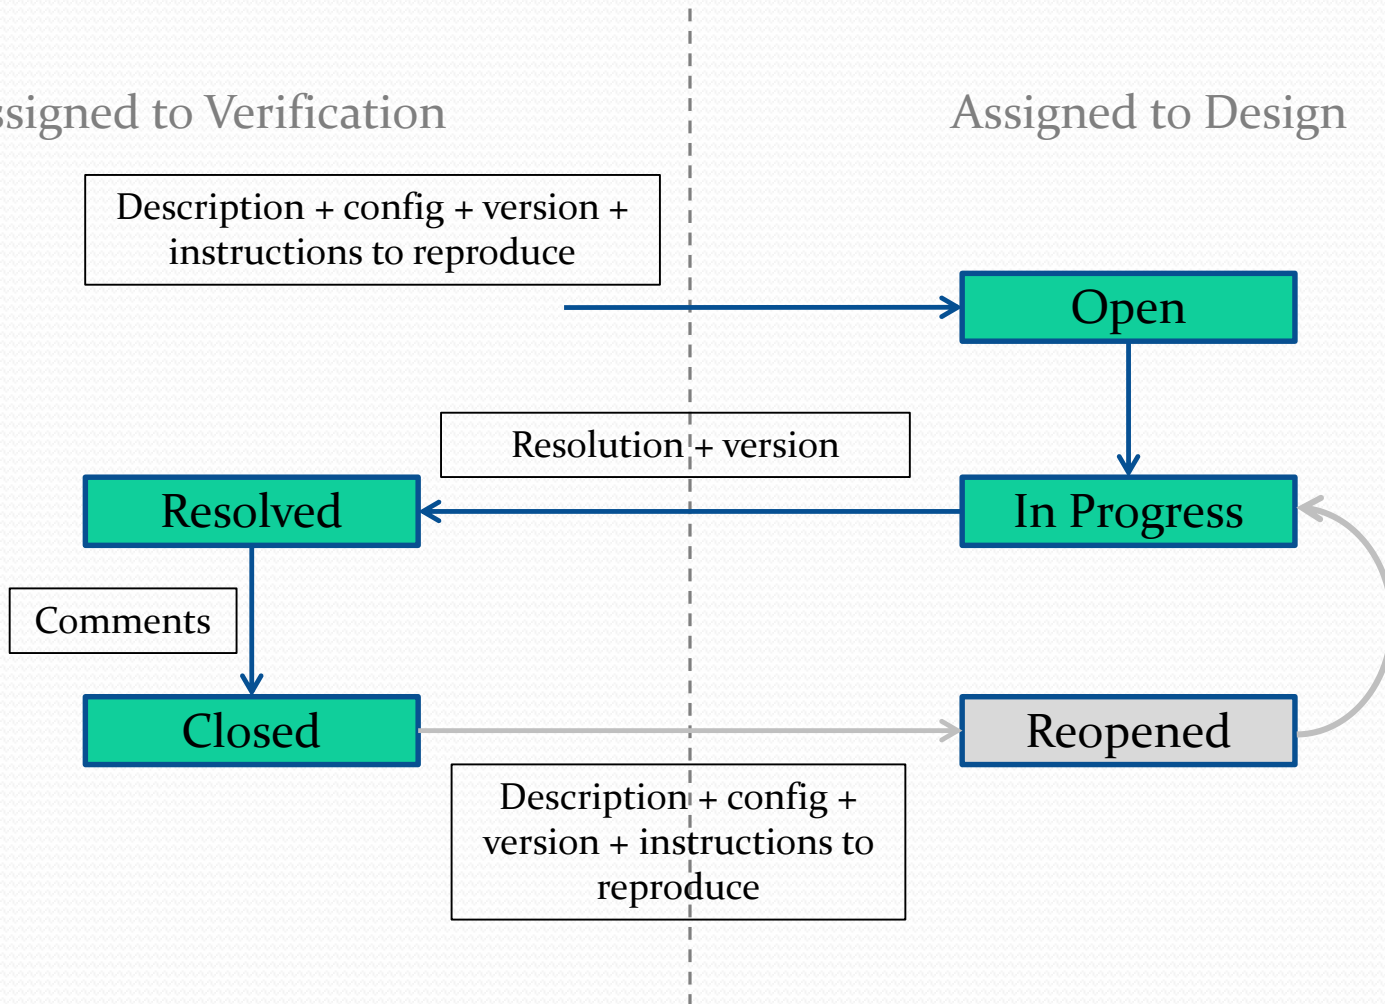 ssigned to Verification
Assigned to Design
Description + config + version +
instructions to reproduce
Open
Resolution + version
Resolved
In Progress
Comments
Closed
Reopened
Description + config +
version + instructions to
reproduce